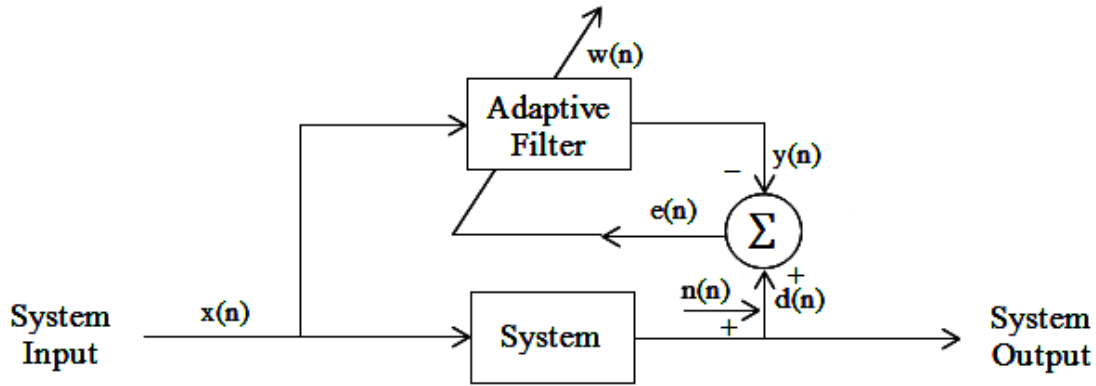 w(n)
Adaptive
Filter
y(n)
−
e(n)
Σ
+
n(n)
d(n)
+
x(n)
System
Input
System
System
Output